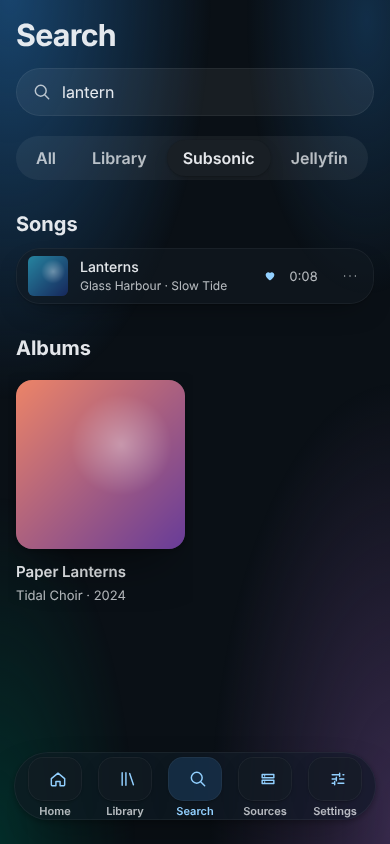 Search
lantern
All Library Subsonic Jellyfin
Songs
Lanterns
Glass Harbour · Slow Tide
0:08
Albums
Paper Lanterns
Tidal Choir · 2024
Home Library Search Sources Settings